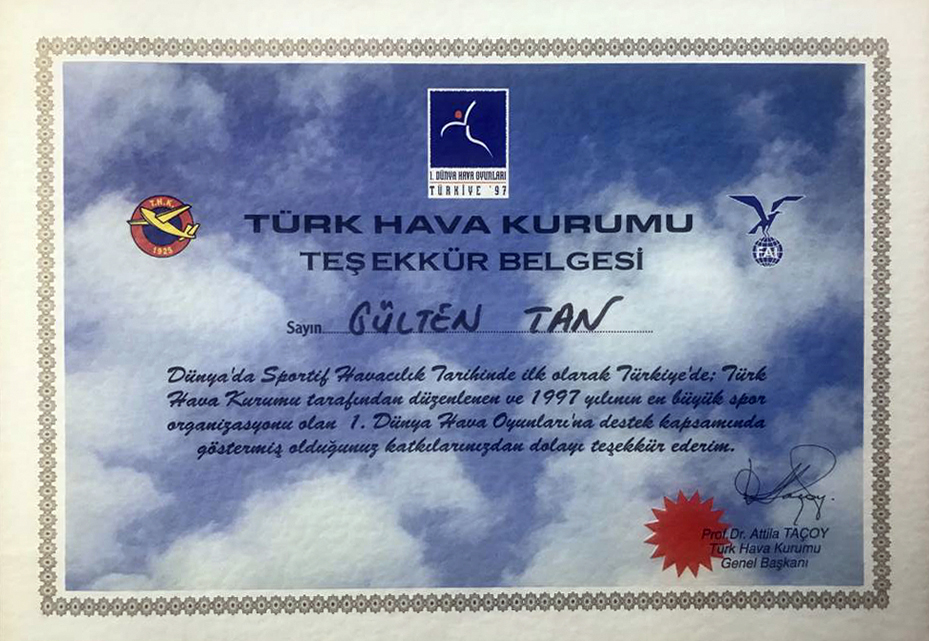 1. DÜNYA HAVA OYUNLARI
TÜRKİYE '97
T.H.K.
1925
FAI
TÜRK HAVA KURUMU
TEŞEKKÜR BELGESİ
Sayın GÜLTEN TAN
Dünya'da Sportif Havacılık Tarihinde ilk olarak Türkiye'de; Türk
Hava Kurumu tarafından düzenlenen ve 1997 yılının en büyük spor
organizasyonu olan 1. Dünya Hava Oyunları'na destek kapsamında
göstermiş olduğunuz katkılarınızdan dolayı teşekkür ederim.
Prof.Dr. Attila TAÇOY
Türk Hava Kurumu
Genel Başkanı